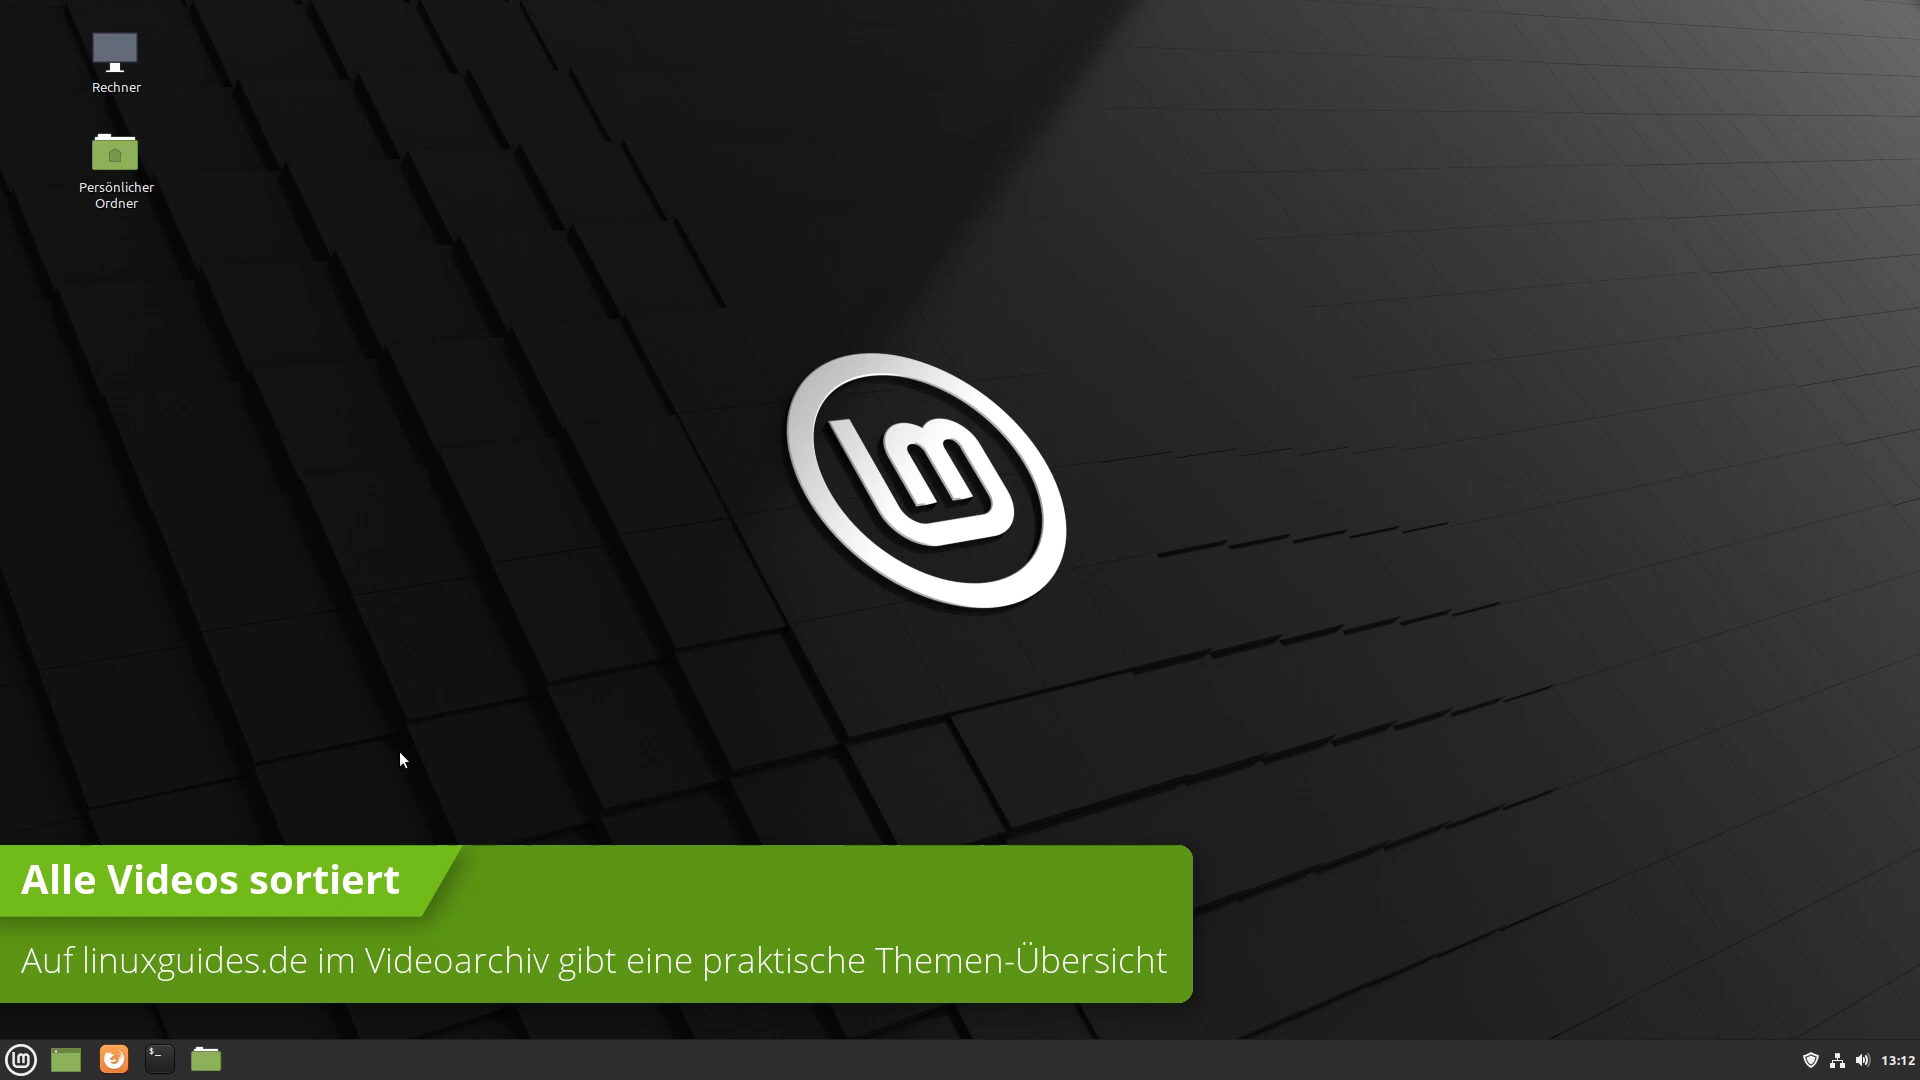 Rechner
Persönlicher
Ordner
Alle Videos sortiert
Auf linuxguides.de im Videoarchiv gibt eine praktische Themen-Übersicht
$_
13:12